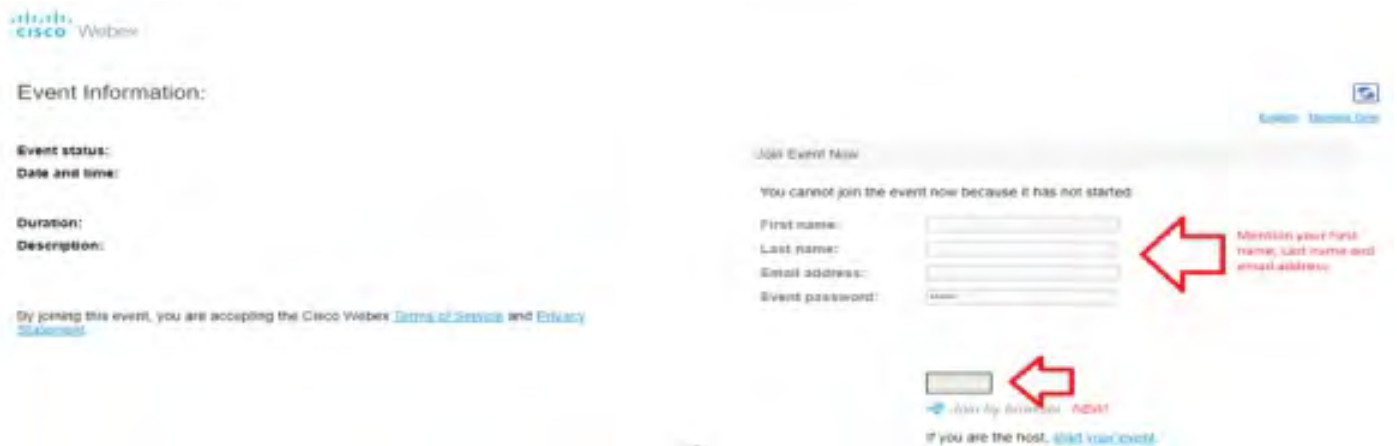 CISCO Webex
Event Information:
English
Event status:
Date and time:
Duration:
Description:
By joining this event, you are accepting the Cisco Webex Terms of Service and Privacy
Statement.
Join Event Now
You cannot join the event now because it has not started.
First name:
Last name:
Email address:
Event password:
Mention your First
name, Last name and
email address
Join by browser NEW!
If you are the host, start your event.